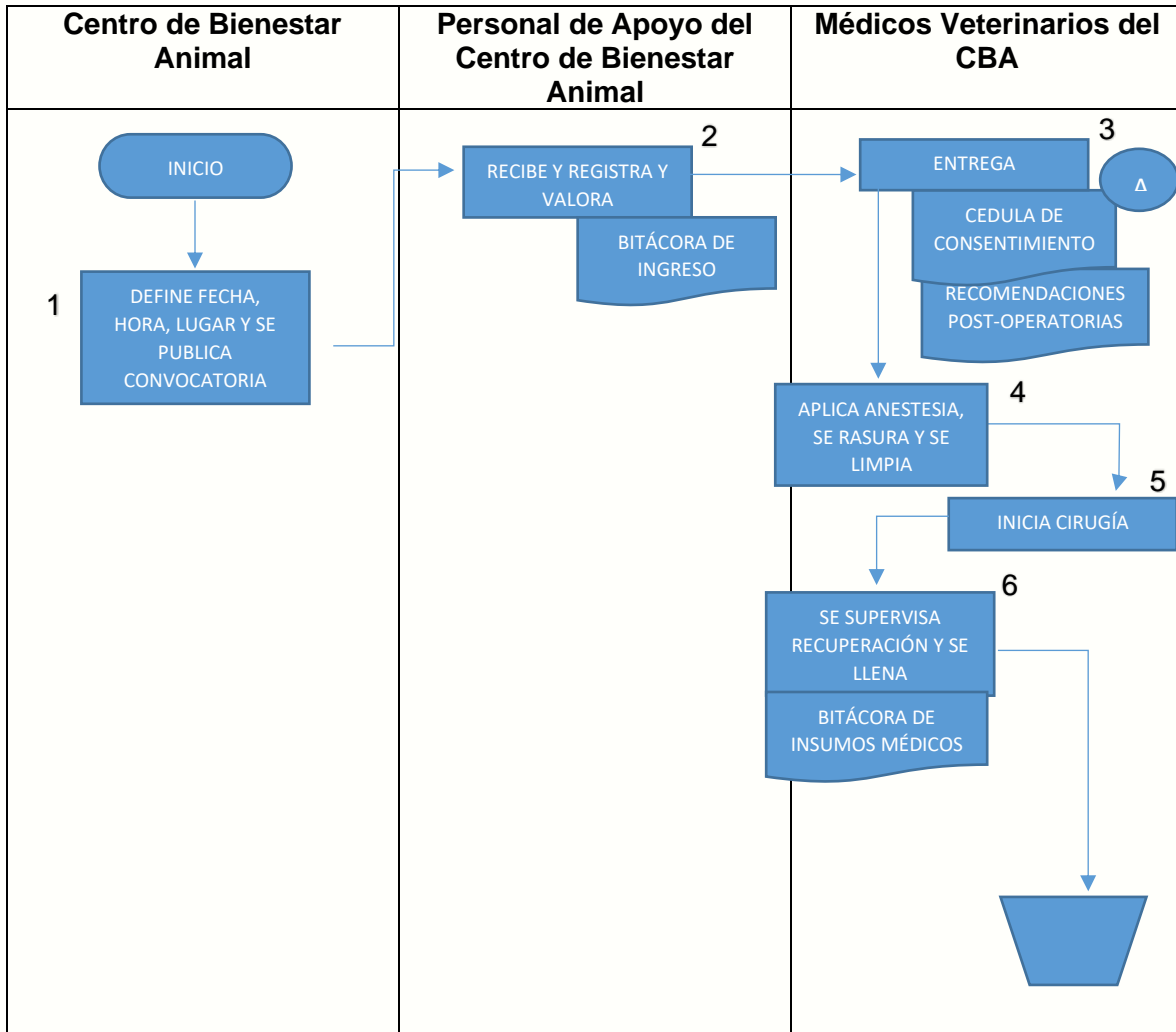 Centro de Bienestar
Animal
Personal de Apoyo del
Centro de Bienestar
Animal
Médicos Veterinarios del
CBA
INICIO
1
DEFINE FECHA,
HORA, LUGAR Y SE
PUBLICA
CONVOCATORIA
2
RECIBE Y REGISTRA Y
VALORA
BITÁCORA DE
INGRESO
3
ENTREGA
Δ
CEDULA DE
CONSENTIMIENTO
RECOMENDACIONES
POST-OPERATORIAS
4
APLICA ANESTESIA,
SE RASURA Y SE
LIMPIA
5
INICIA CIRUGÍA
6
SE SUPERVISA
RECUPERACIÓN Y SE
LLENA
BITÁCORA DE
INSUMOS MÉDICOS